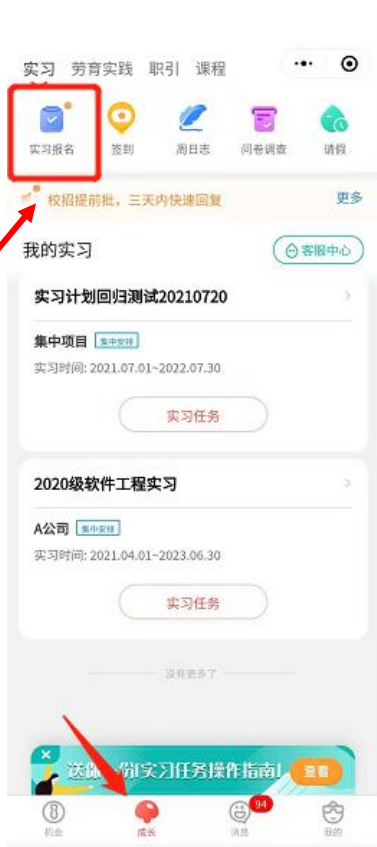 实习 劳育实践 职引 课程
实习报名 签到 周日志 问卷调查 请假
校招提前批，三天内快速回复 更多
我的实习 客服中心
实习计划回归测试20210720
集中项目 集中安排
实习时间: 2021.07.01~2022.07.30
实习任务
2020级软件工程实习
A公司 集中安排
实习时间: 2021.04.01~2023.06.30
实习任务
没有更多了
送你一份!实习任务操作指南! 查看
94
机会 成长 消息 我的